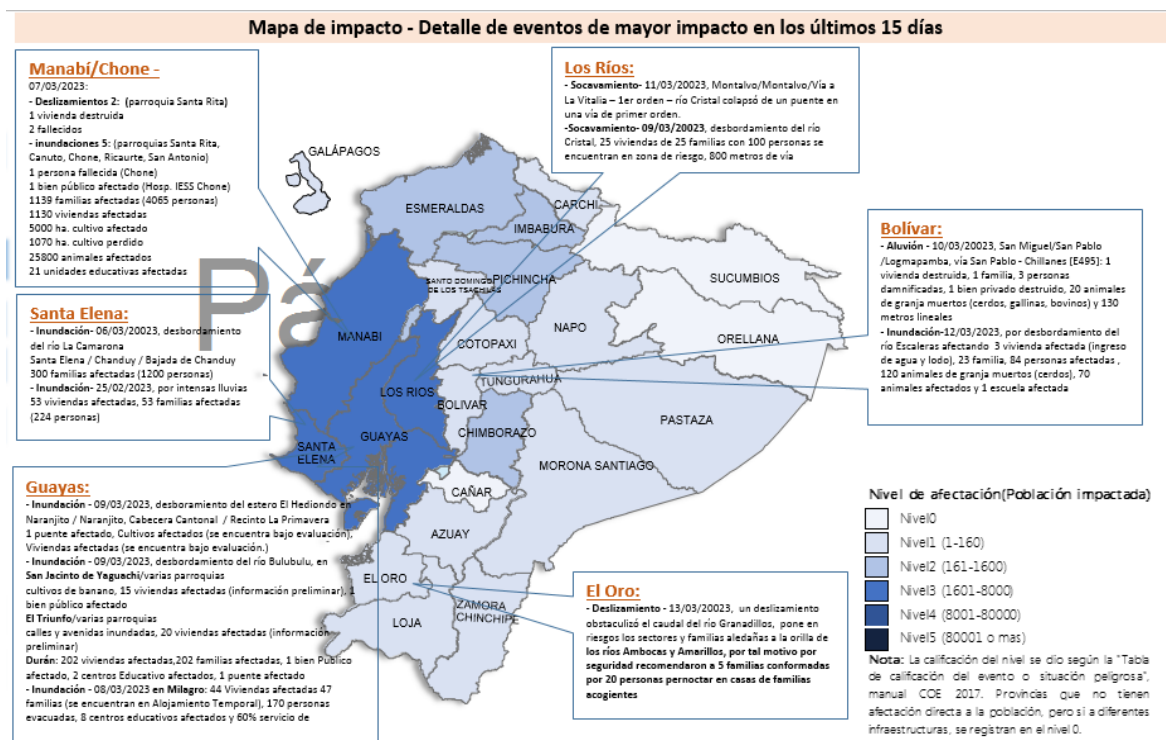 Mapa de impacto - Detalle de eventos de mayor impacto en los últimos 15 días
Manabí/Chone -
07/03/2023:
- Deslizamientos 2: (parroquia Santa Rita)
1 vivienda destruida
2 fallecidos
- inundaciones 5: (parroquias Santa Rita,
Canuto, Chone, Ricaurte, San Antonio)
1 persona fallecida (Chone)
1 bien público afectado (Hosp. IESS Chone)
1139 familias afectadas (4065 personas)
1130 viviendas afectadas
5000 ha. cultivo afectado
1070 ha. cultivo perdido
25800 animales afectados
21 unidades educativas afectadas
Santa Elena:
- Inundación- 06/03/20023, desbordamiento
del río La Camarona
Santa Elena / Chanduy / Bajada de Chanduy
300 familias afectadas (1200 personas)
- Inundación- 25/02/2023, por intensas lluvias
53 viviendas afectadas, 53 familias afectadas
(224 personas)
Guayas:
- Inundación - 09/03/2023, desboramiento del estero El Hediondo en
Naranjito / Naranjito, Cabecera Cantonal / Recinto La Primavera
1 puente afectado, Cultivos afectados (se encuentra bajo evaluación),
Viviendas afectadas (se encuentra bajo evaluación.)
- Inundación - 09/03/2023, desbordamiento del río Bulubulu, en
San Jacinto de Yaguachi/varias parroquias
cultivos de banano, 15 viviendas afectadas (información preliminar), 1
bien público afectado
El Triunfo/varias parroquias
calles y avenidas inundadas, 20 viviendas afectadas (información
preliminar)
Durán: 202 viviendas afectadas,202 familias afectadas, 1 bien Publico
afectado, 2 centros Educativo afectados, 1 puente afectado
- Inundación - 08/03/2023 en Milagro: 44 Viviendas afectadas 47
familias (se encuentran en Alojamiento Temporal), 170 personas
evacuadas, 8 centros educativos afectados y 60% servicio de
Los Ríos:
- Socavamiento- 11/03/20023, Montalvo/Montalvo/Vía a
La Vitalia – 1er orden – río Cristal colapsó de un puente en
una vía de primer orden.
-Socavamiento- 09/03/20023, desbordamiento del río
Cristal, 25 viviendas de 25 familias con 100 personas se
encuentran en zona de riesgo, 800 metros de vía
Bolívar:
- Aluvión - 10/03/20023, San Miguel/San Pablo
/Logmapamba, vía San Pablo - Chillanes [E495]: 1
vivienda destruida, 1 familia, 3 personas
damnificadas, 1 bien privado destruido, 20 animales
de granja muertos (cerdos, gallinas, bovinos) y 130
metros lineales
- Inundación-12/03/2023, por desbordamiento del
río Escaleras afectando 3 vivienda afectada (ingreso
de agua y lodo), 23 familia, 84 personas afectadas ,
120 animales de granja muertos (cerdos), 70
animales afectados y 1 escuela afectada
El Oro:
- Deslizamiento - 13/03/20023, un deslizamiento
obstaculizó el caudal del río Granadillos, pone en
riesgos los sectores y familias aledañas a la orilla de
los ríos Ambocas y Amarillos, por tal motivo por
seguridad recomendaron a 5 familias conformadas
por 20 personas pernoctar en casas de familias
acogientes
GALÁPAGOS
ESMERALDAS
CARCHI
IMBABURA
SUCUMBIOS
PICHINCHA
SANTO DOMINGO
DE LOS TSACHILAS
Pá
NAPO
ORELLANA
MANABI
COTOPAXI
TUNGURAHUA
LOS RIOS
BOLIVAR
PASTAZA
CHIMBORAZO
GUAYAS
SANTA
ELENA
MORONA SANTIAGO
CAÑAR
AZUAY
EL ORO
ZAMORA
CHINCHIPE
LOJA
Nivel de afectación(Población impactada)
Nivel0
Nivel1 (1-160)
Nivel2 (161-1600)
Nivel3 (1601-8000)
Nivel4 (8001-80000)
Nivel5 (80001 o mas)
Nota: La calificación del nivel se dio según la "Tabla
de calificación del evento o situación peligrosa",
manual COE 2017. Provincias que no tienen
afectación directa a la población, pero si a diferentes
infraestructuras, se registran en el nivel 0.